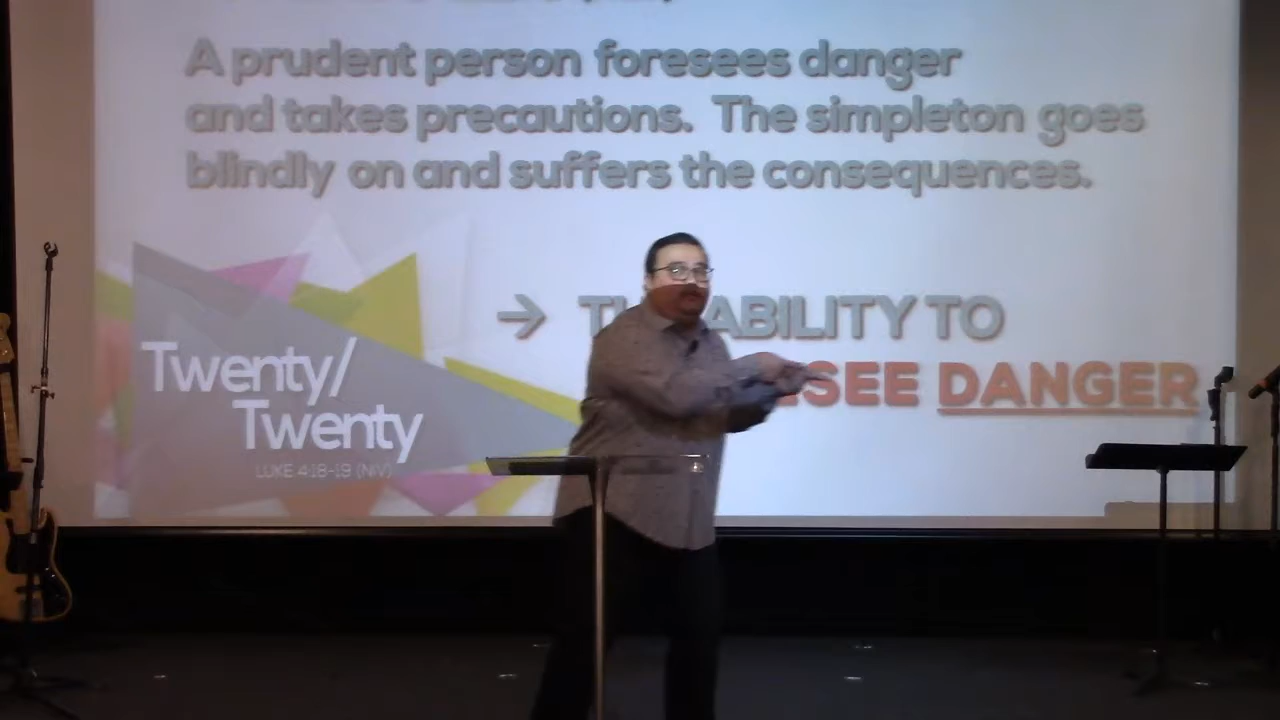 A prudent person foresees danger
and takes precautions. The simpleton goes
blindly on and suffers the consequences.
→ ABILITY TO
DANGER
Twenty/
Twenty
LUKE 4:18-19 (NIV)